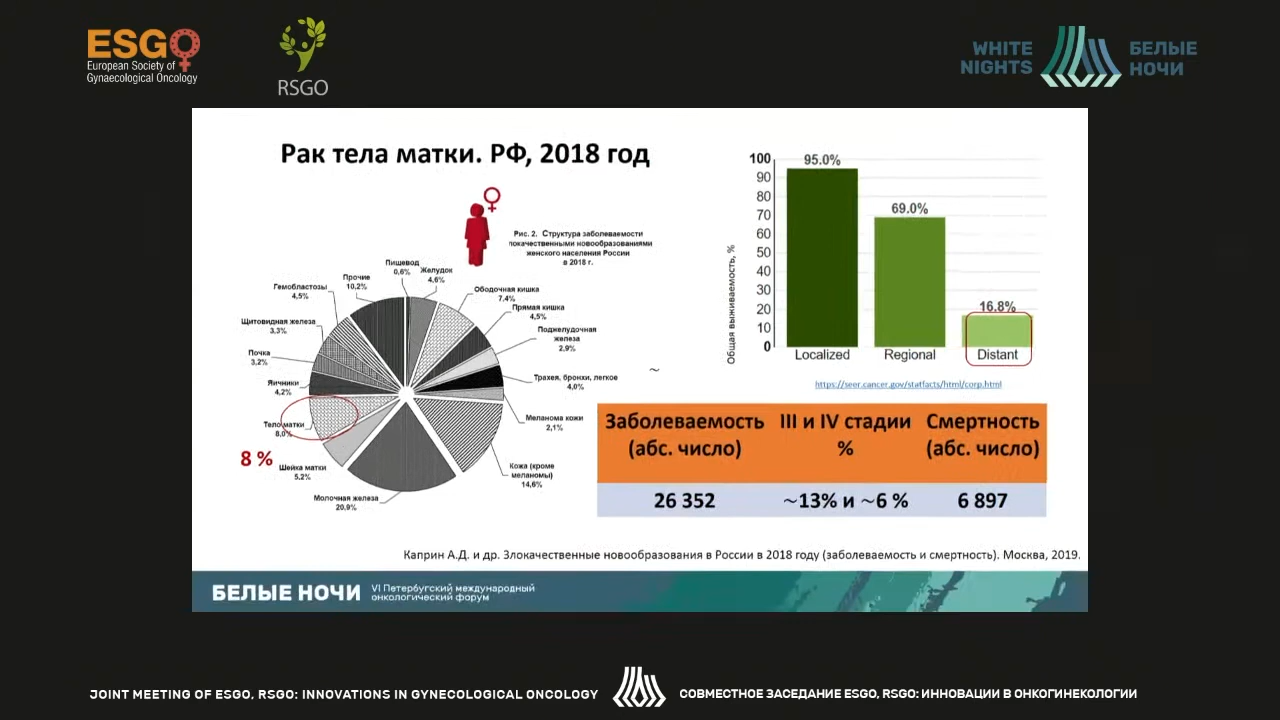 ESGO
European Society of
Gynaecological Oncology
RSGO
WHITE
NIGHTS
БЕЛЫЕ
НОЧИ
Рак тела матки. РФ, 2018 год
Рис. 2. Структура заболеваемости
локачественными новообразованиями
женского населения России
в 2018 г.
Пищевод
0,6%
Желудок
4,6%
Ободочная кишка
7,4%
Прямая кишка
4,5%
Поджелудочная
железа
2,9%
Трахея, бронхи, легкое
4,0%
Меланома кожи
2,1%
Кожа (кроме
меланомы)
14,6%
Молочная железа
20,9%
Шейка матки
5,2%
8 %
Тело матки
8,0%
Яичники
4,2%
Почка
3,2%
Щитовидная железа
3,3%
Гемобластозы
4,5%
Прочие
10,2%
~
Общая выживаемость, %
100
90
80
70
60
50
40
30
20
10
0
95.0%
69.0%
16.8%
Localized
Regional
Distant
https://seer.cancer.gov/statfacts/html/corp.html
Заболеваемость III и IV стадии Смертность
(абс. число) % (абс. число)
26 352 ~13% и ~6 % 6 897
Каприн А.Д. и др. Злокачественные новообразования в России в 2018 году (заболеваемость и смертность). Москва, 2019.
БЕЛЫЕ НОЧИ
VI Петербугский международный
онкологический форум
JOINT MEETING OF ESGO, RSGO: INNOVATIONS IN GYNECOLOGICAL ONCOLOGY
СОВМЕСТНОЕ ЗАСЕДАНИЕ ESGO, RSGO: ИННОВАЦИИ В ОНКОГИНЕКОЛОГИИ